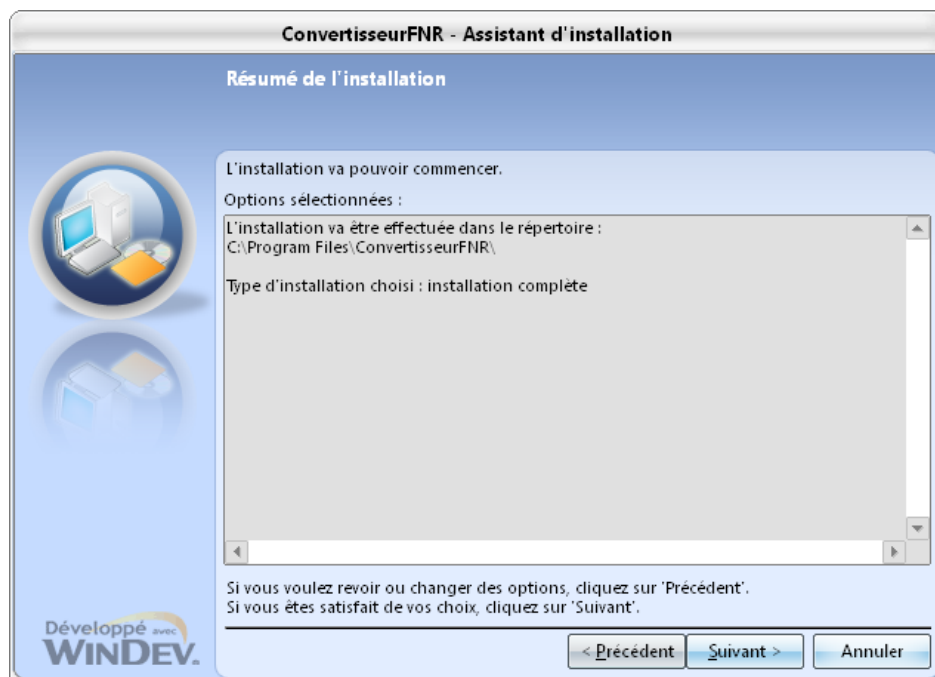 ConvertisseurFNR - Assistant d'installation
Résumé de l'installation
L'installation va pouvoir commencer.
Options sélectionnées :
L'installation va être effectuée dans le répertoire :
C:\Program Files\ConvertisseurFNR\
Type d'installation choisi : installation complète
Si vous voulez revoir ou changer des options, cliquez sur 'Précédent'.
Si vous êtes satisfait de vos choix, cliquez sur 'Suivant'.
Développé avec
WINDEV.
< Précédent
Suivant >
Annuler